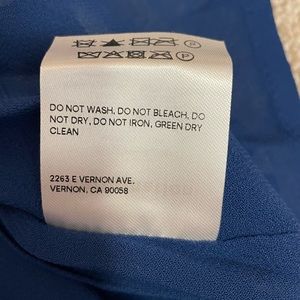 DO NOT WASH, DO NOT BLEACH, DO
NOT DRY, DO NOT IRON, GREEN DRY
CLEAN
2263 E VERNON AVE.
VERNON, CA 90058